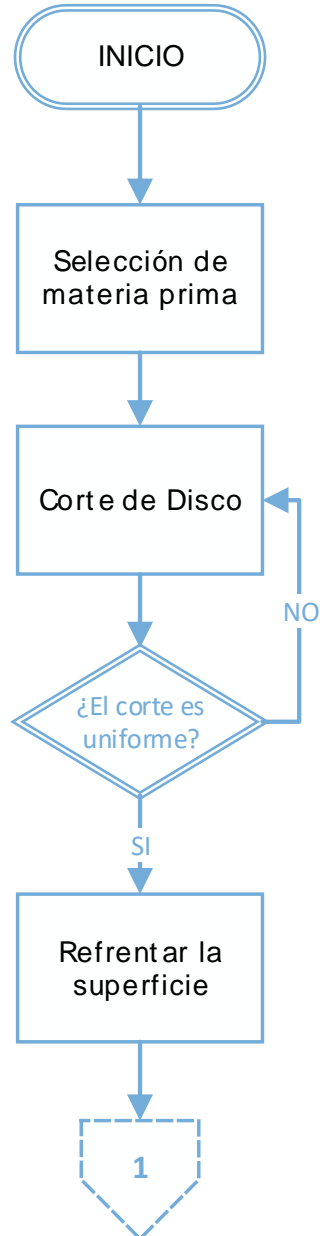 INICIO
Selección de
materia prima
Corte de Disco
NO
¿El corte es
uniforme?
SI
Refrentar la
superficie
1